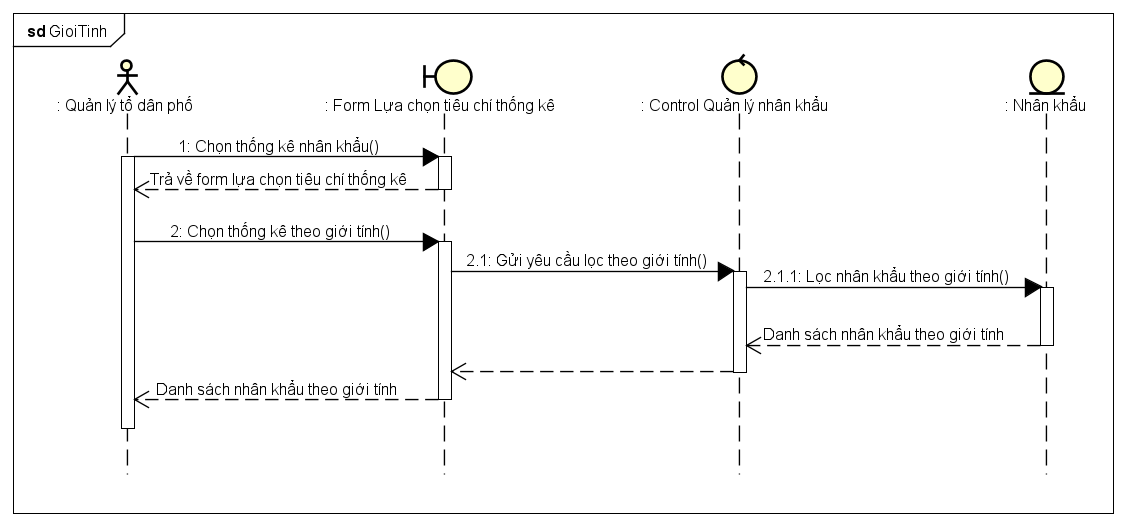 sd GioiTinh
: Quản lý tổ dân phố
: Form Lựa chọn tiêu chí thống kê
: Control Quản lý nhân khẩu
: Nhân khẩu
1: Chọn thống kê nhân khẩu()
Trả về form lựa chọn tiêu chí thống kê
2: Chọn thống kê theo giới tính()
2.1: Gửi yêu cầu lọc theo giới tính()
2.1.1: Lọc nhân khẩu theo giới tính()
Danh sách nhân khẩu theo giới tính
Danh sách nhân khẩu theo giới tính